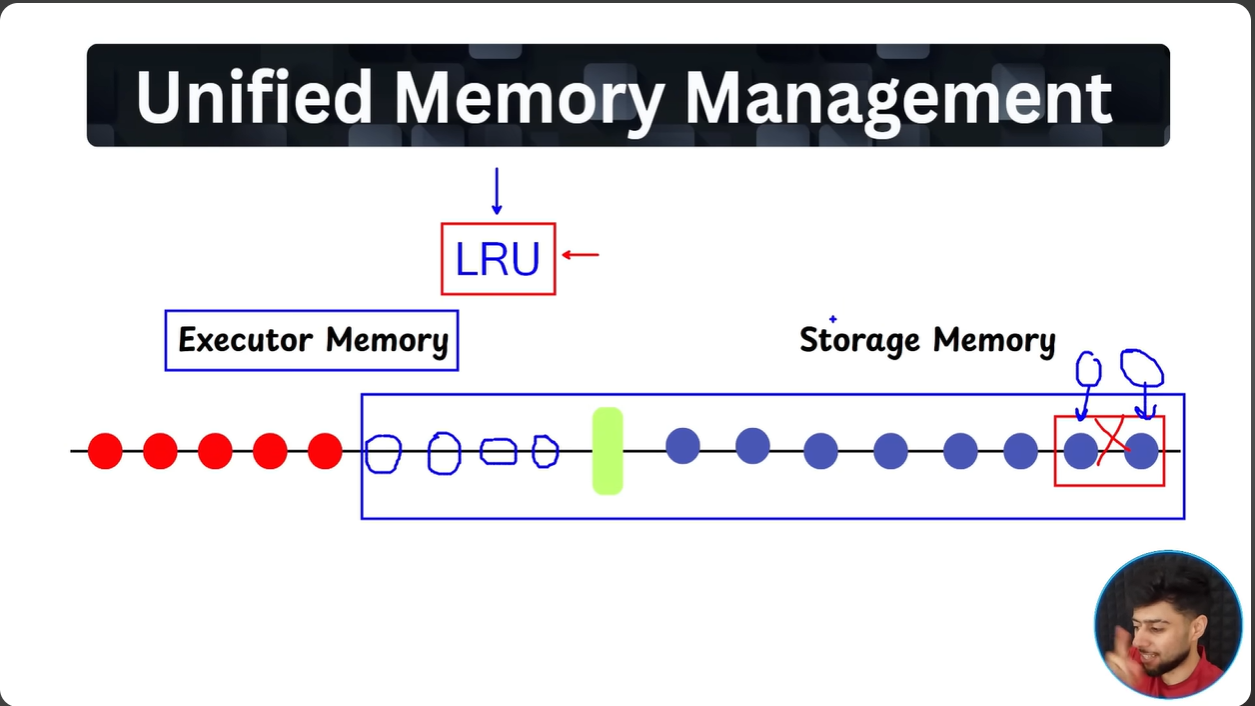 Unified Memory Management
LRU
Executor Memory
Storage Memory